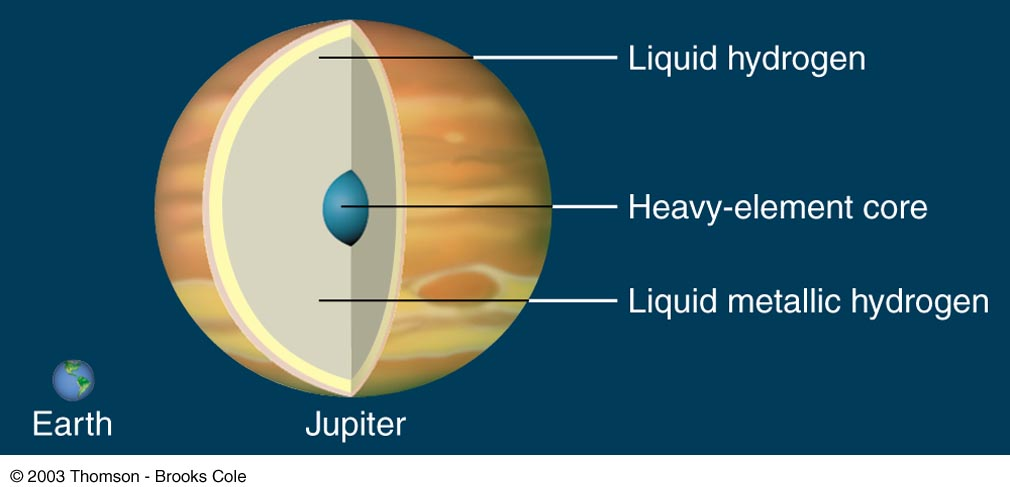 Liquid hydrogen
Heavy-element core
Liquid metallic hydrogen
Earth
Jupiter
© 2003 Thomson - Brooks Cole